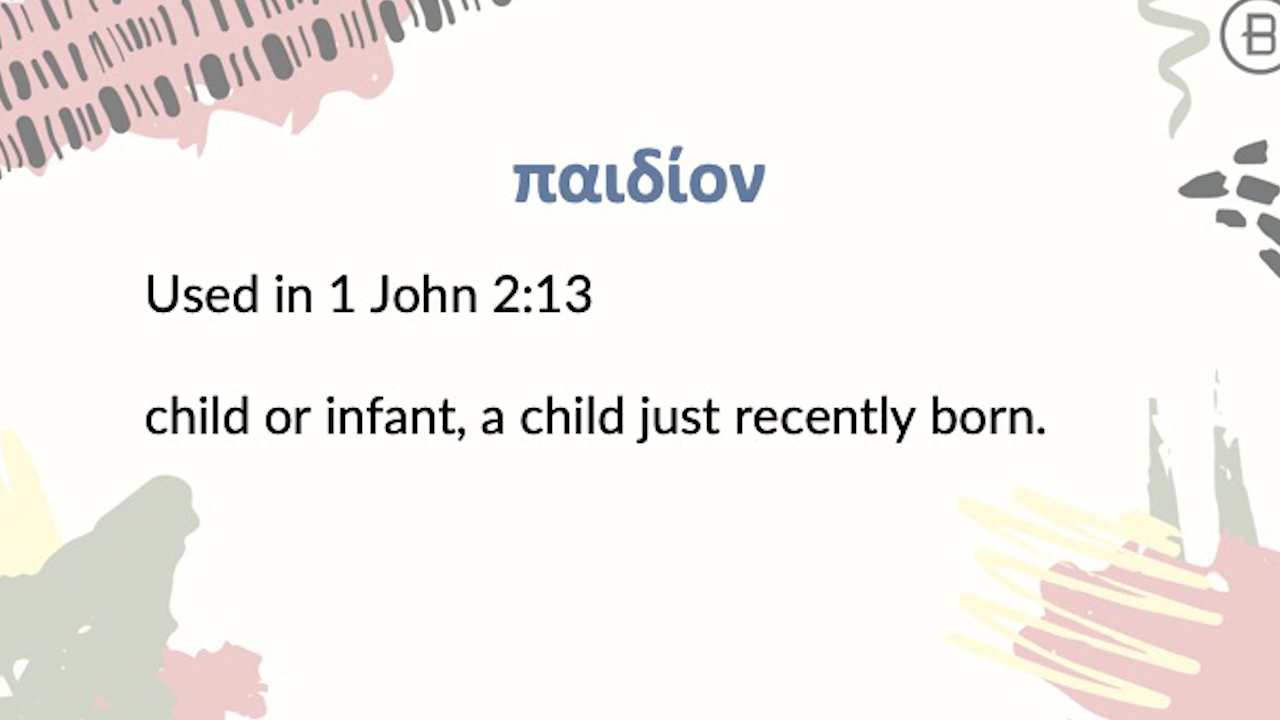 B
παιδίον
Used in 1 John 2:13
child or infant, a child just recently born.